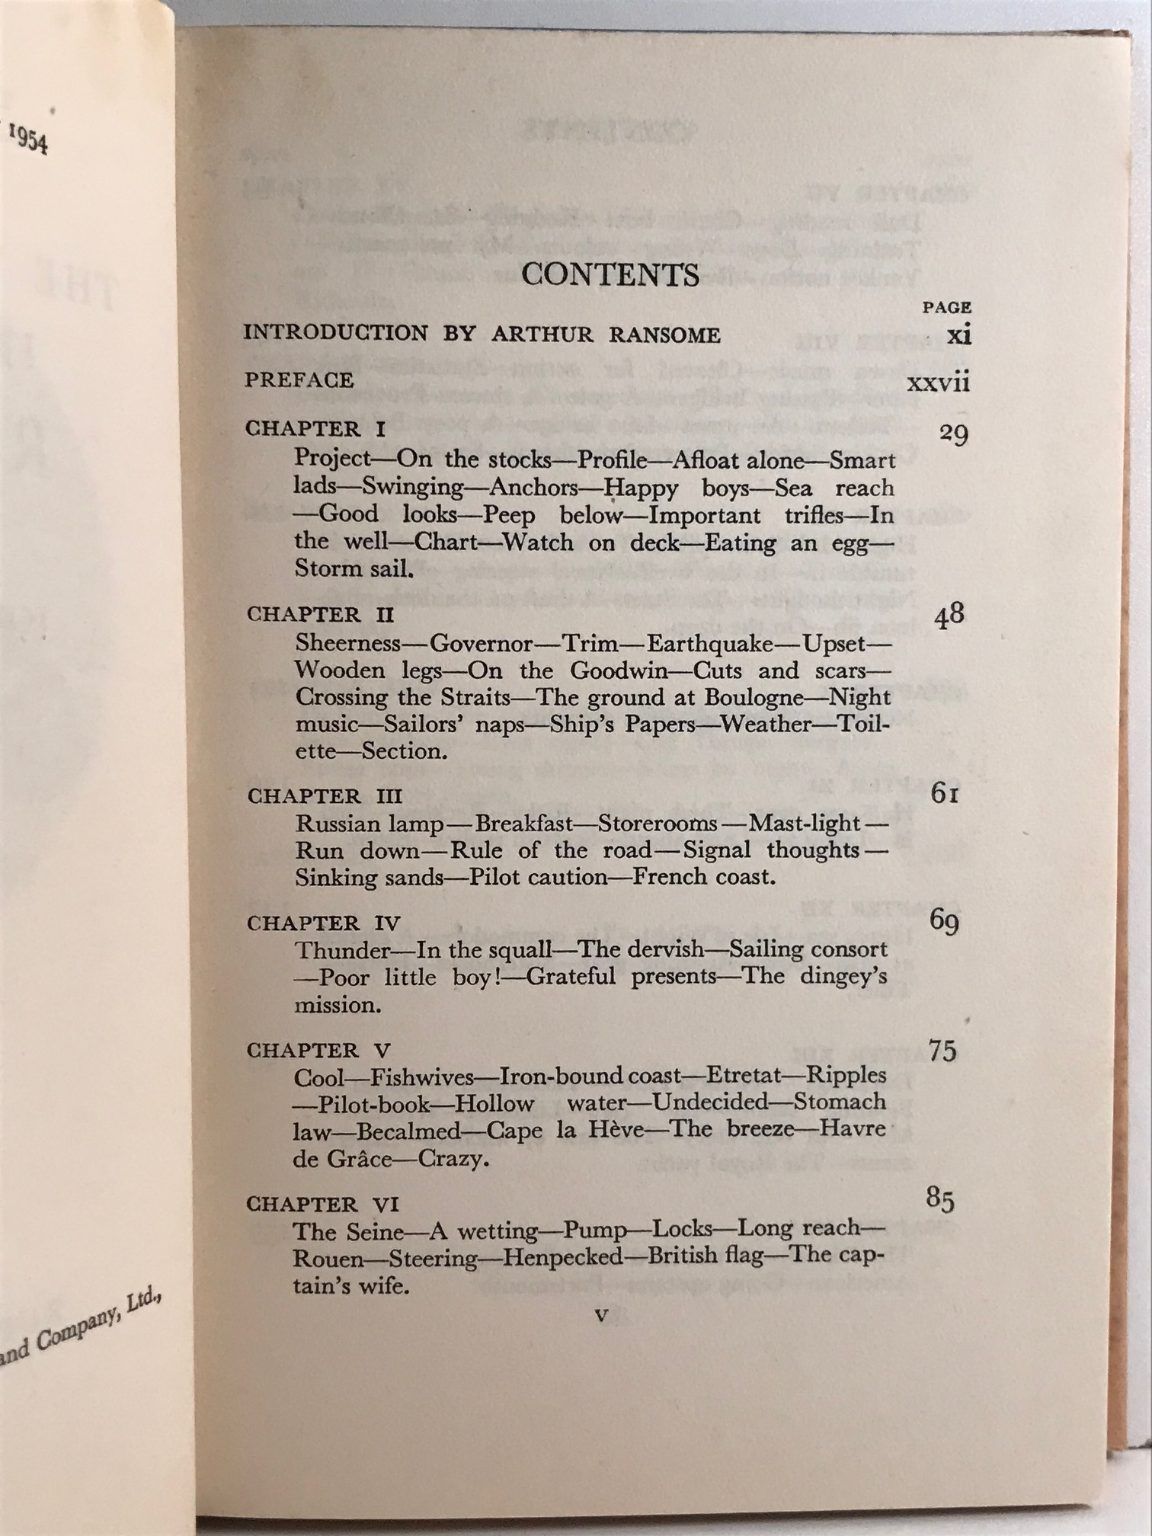 1954
and Company, Ltd.,
CONTENTS
PAGE
INTRODUCTION BY ARTHUR RANSOME xi
PREFACE xxvii
CHAPTER I 29
Project—On the stocks—Profile—Afloat alone—Smart
lads—Swinging—Anchors—Happy boys—Sea reach
—Good looks—Peep below—Important trifles—In
the well—Chart—Watch on deck—Eating an egg—
Storm sail.
CHAPTER II 48
Sheerness—Governor—Trim—Earthquake—Upset—
Wooden legs—On the Goodwin—Cuts and scars—
Crossing the Straits—The ground at Boulogne—Night
music—Sailors' naps—Ship's Papers—Weather—Toil-
ette—Section.
CHAPTER III 61
Russian lamp—Breakfast—Storerooms—Mast-light—
Run down—Rule of the road—Signal thoughts—
Sinking sands—Pilot caution—French coast.
CHAPTER IV 69
Thunder—In the squall—The dervish—Sailing consort
—Poor little boy!—Grateful presents—The dingey's
mission.
CHAPTER V 75
Cool—Fishwives—Iron-bound coast—Etretat—Ripples
—Pilot-book—Hollow water—Undecided—Stomach
law—Becalmed—Cape la Hève—The breeze—Havre
de Grâce—Crazy.
CHAPTER VI 85
The Seine—A wetting—Pump—Locks—Long reach—
Rouen—Steering—Henpecked—British flag—The cap-
tain's wife.
v